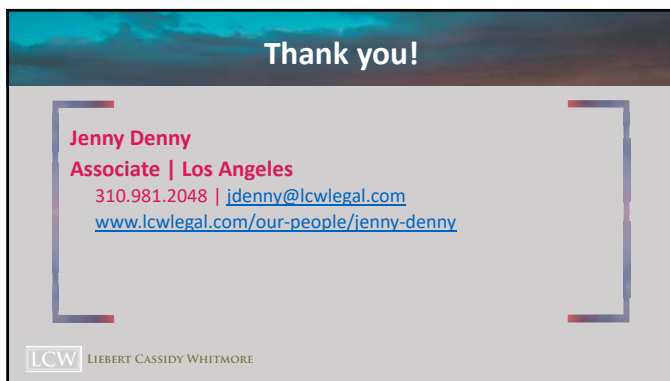 Thank you!
Jenny Denny
Associate | Los Angeles
310.981.2048 | jdenny@lcwlegal.com
www.lcwlegal.com/our-people/jenny-denny
LCW LIEBERT CASSIDY WHITMORE